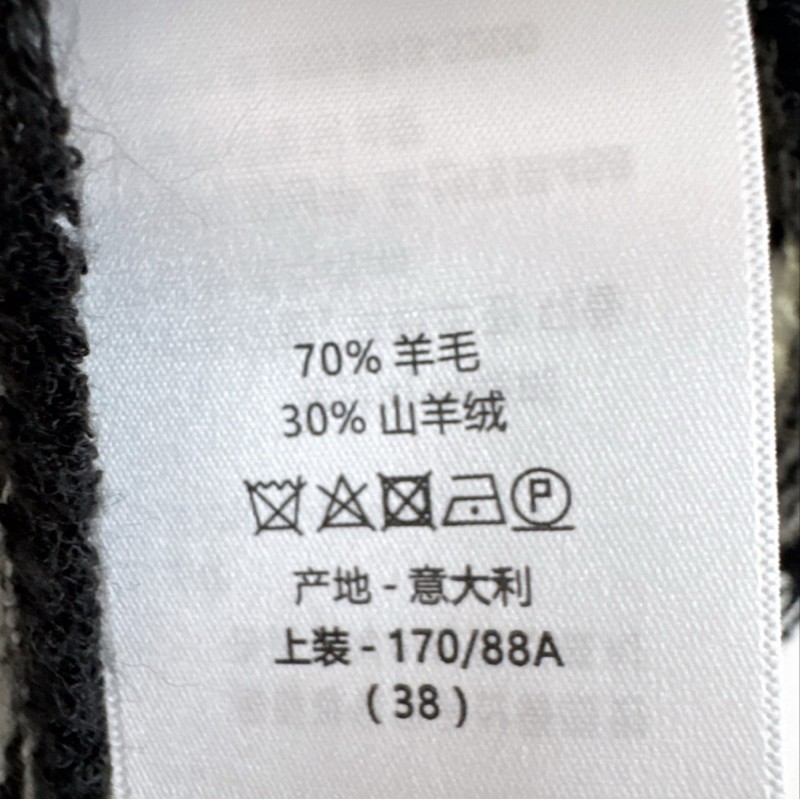 70% 羊毛
30% 山羊绒
P
产地 - 意大利
上装 - 170/88A
( 38 )